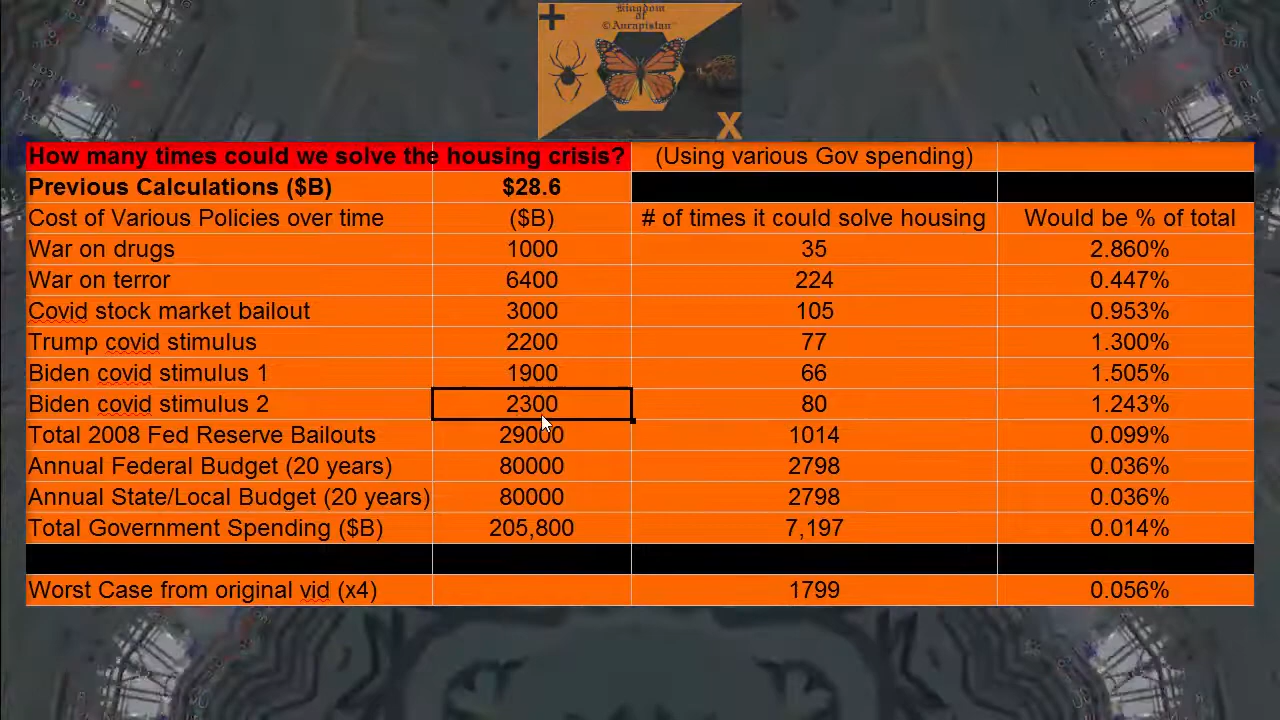 Kingdom
of
©Ancapistan™
X
How many times could we solve the housing crisis? (Using various Gov spending)
Previous Calculations ($B) $28.6
Cost of Various Policies over time ($B) # of times it could solve housing Would be % of total
War on drugs 1000 35 2.860%
War on terror 6400 224 0.447%
Covid stock market bailout 3000 105 0.953%
Trump covid stimulus 2200 77 1.300%
Biden covid stimulus 1 1900 66 1.505%
Biden covid stimulus 2 2300 80 1.243%
Total 2008 Fed Reserve Bailouts 29000 1014 0.099%
Annual Federal Budget (20 years) 80000 2798 0.036%
Annual State/Local Budget (20 years) 80000 2798 0.036%
Total Government Spending ($B) 205,800 7,197 0.014%
Worst Case from original vid (x4) 1799 0.056%